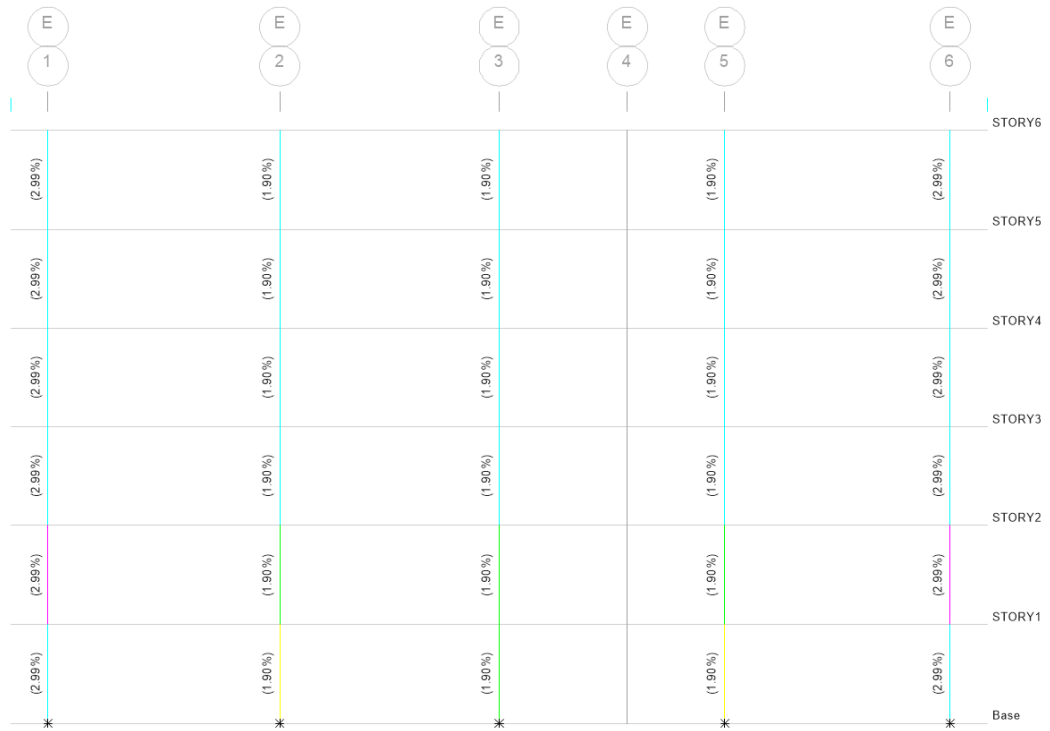 E E E E E E
1 2 3 4 5 6
STORY6
(2.99%) (1.90%) (1.90%) (1.90%) (2.99%)
STORY5
(2.99%) (1.90%) (1.90%) (1.90%) (2.99%)
STORY4
(2.99%) (1.90%) (1.90%) (1.90%) (2.99%)
STORY3
(2.99%) (1.90%) (1.90%) (1.90%) (2.99%)
STORY2
(2.99%) (1.90%) (1.90%) (1.90%) (2.99%)
STORY1
(2.99%) (1.90%) (1.90%) (1.90%) (2.99%)
Base